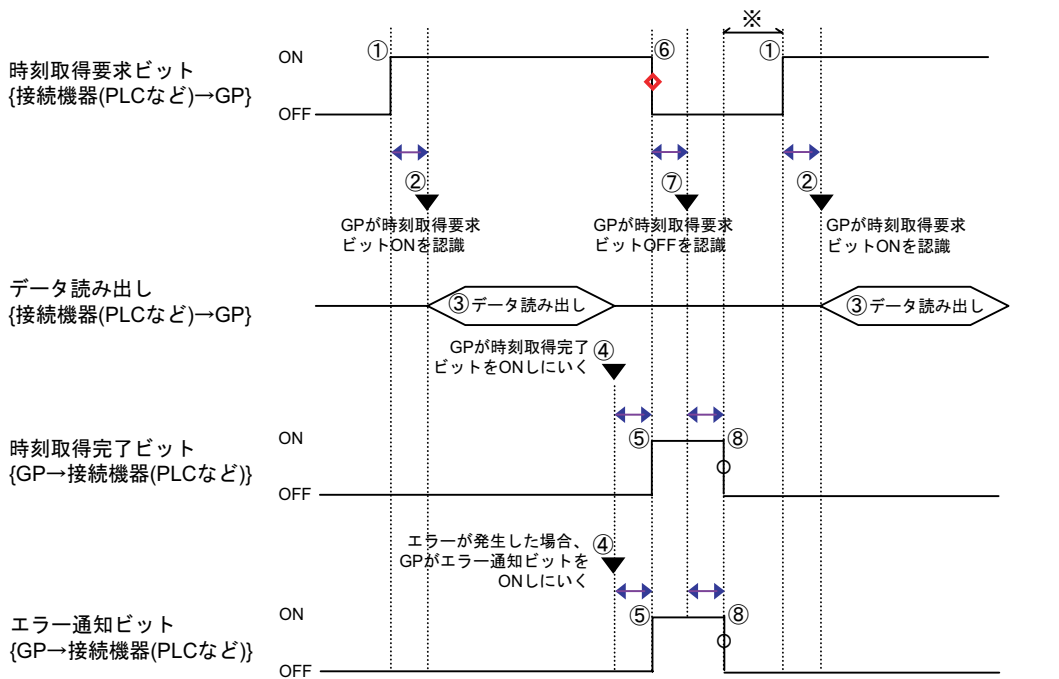 ※
時刻取得要求ビット
{接続機器(PLCなど)→GP}
ON
OFF
①
⑥
①
②
GPが時刻取得要求
ビットONを認識
⑦
GPが時刻取得要求
ビットOFFを認識
②
GPが時刻取得要求
ビットONを認識
データ読み出し
{接続機器(PLCなど)→GP}
③データ読み出し
③データ読み出し
GPが時刻取得完了
ビットをONしにいく
④
時刻取得完了ビット
{GP→接続機器(PLCなど)}
ON
OFF
⑤
⑧
エラーが発生した場合、
GPがエラー通知ビットを
ONしにいく
④
エラー通知ビット
{GP→接続機器(PLCなど)}
ON
OFF
⑤
⑧